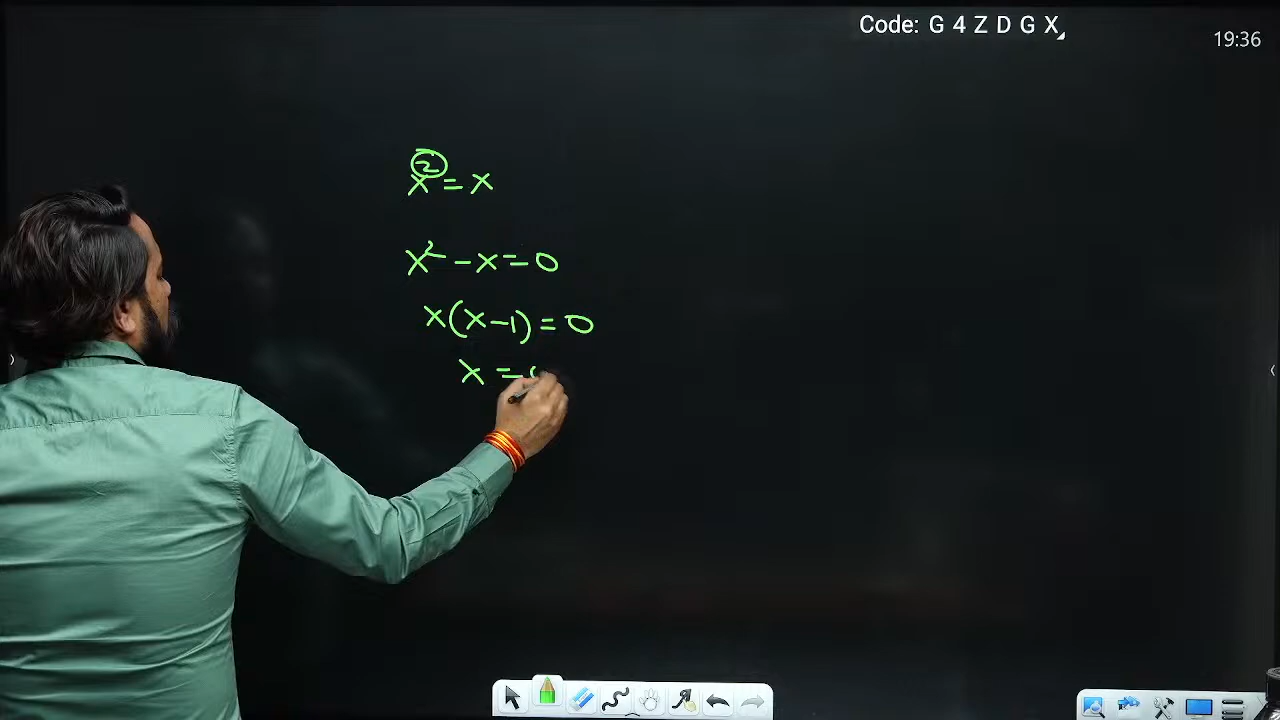 Code: G 4 Z D G X
19:36
x² = x
x² - x = 0
x(x-1) = 0
x =